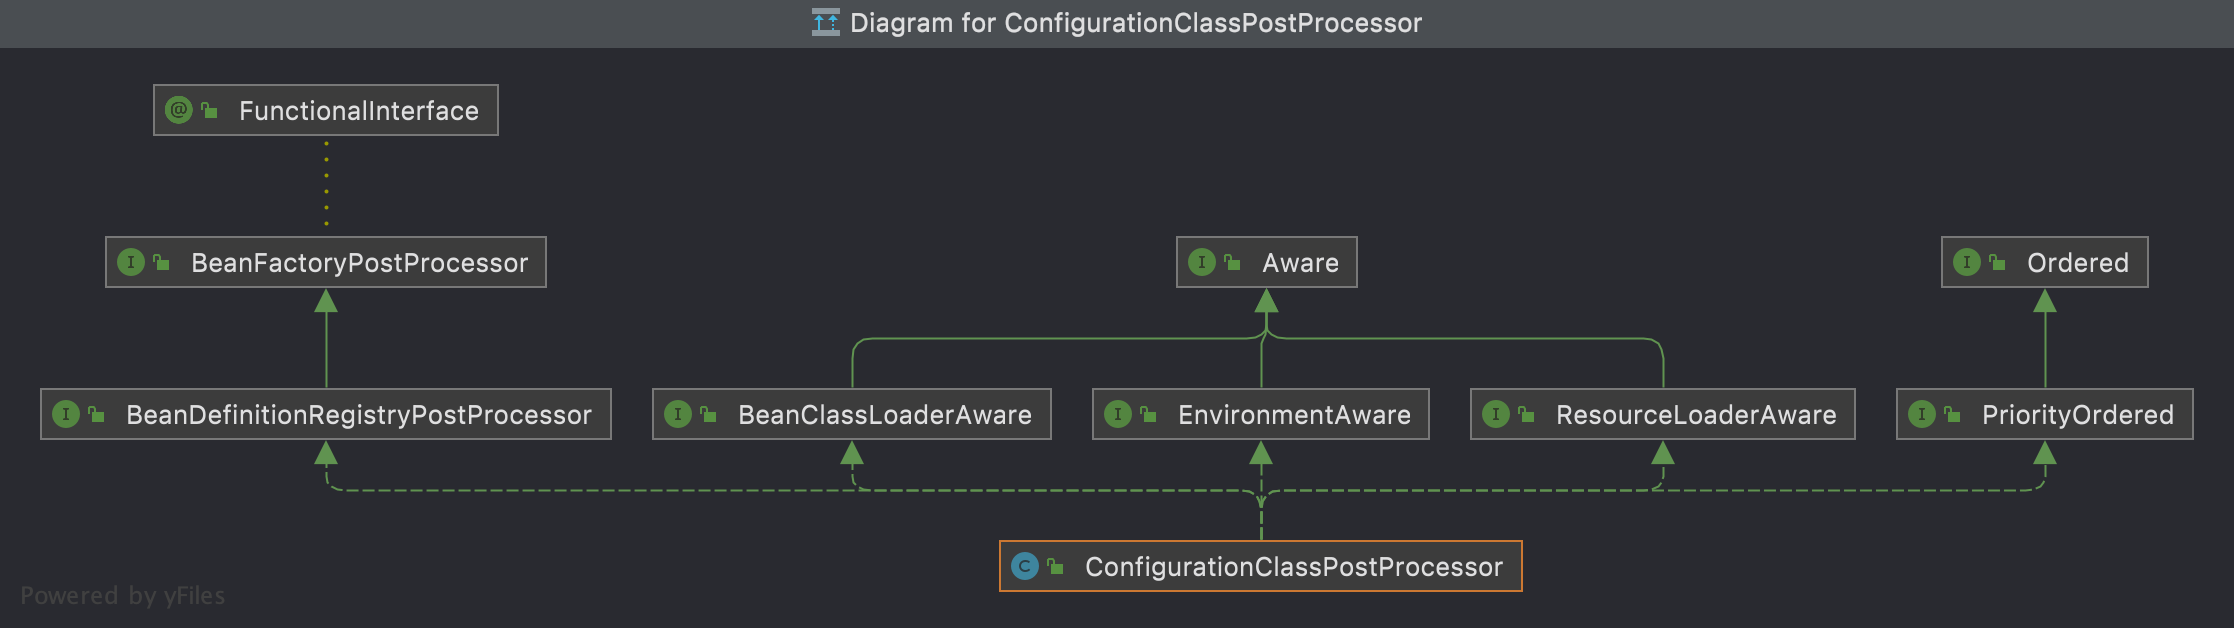 Diagram for ConfigurationClassPostProcessor
@ FunctionalInterface
I BeanFactoryPostProcessor
I Aware
I Ordered
I BeanDefinitionRegistryPostProcessor
I BeanClassLoaderAware
I EnvironmentAware
I ResourceLoaderAware
I PriorityOrdered
C ConfigurationClassPostProcessor
Powered by yFiles